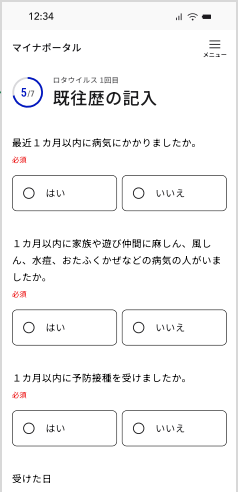 12:34
マイナポータル
メニュー
5/7
ロタウイルス 1回目
既往歴の記入
最近１カ月以内に病気にかかりましたか。
必須
はい
いいえ
１カ月以内に家族や遊び仲間に麻しん、風し
ん、水痘、おたふくかぜなどの病気の人がいま
したか。
必須
はい
いいえ
１カ月以内に予防接種を受けましたか。
必須
はい
いいえ
受けた日